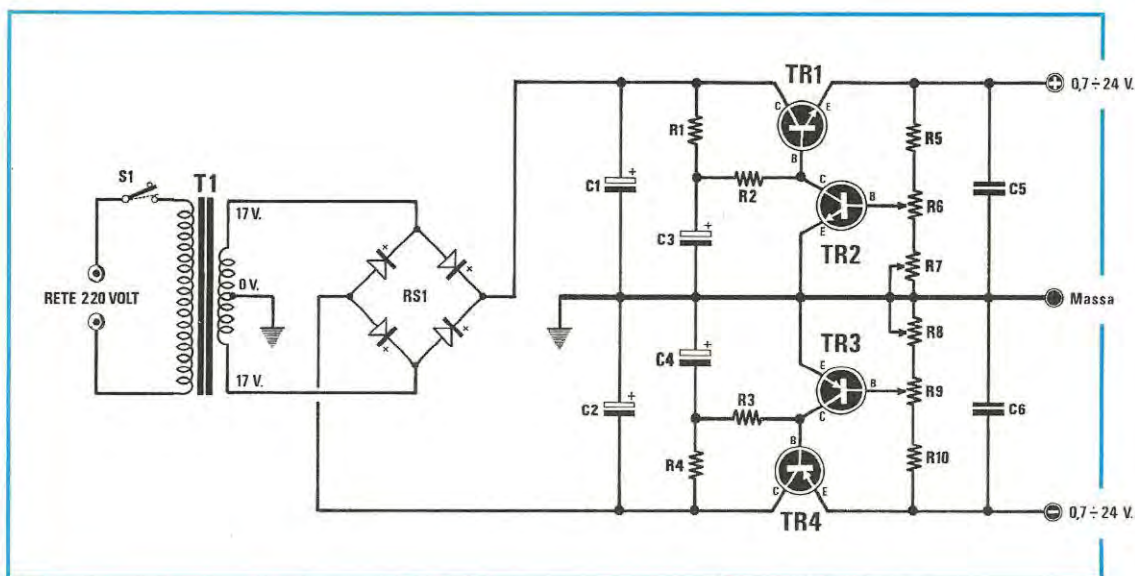 TR1
0,7÷24 V.
C
E
B
R1
R5
S1
T1
17 V.
C1
R2
C
B
R6
C5
E
TR2
C3
R7
RETE 220 VOLT
0 V.
RS1
Massa
R8
C4
TR3
E
B
R9
C2
R3
C
C6
B
R4
R10
17 V.
C
E
TR4
0,7÷24 V.